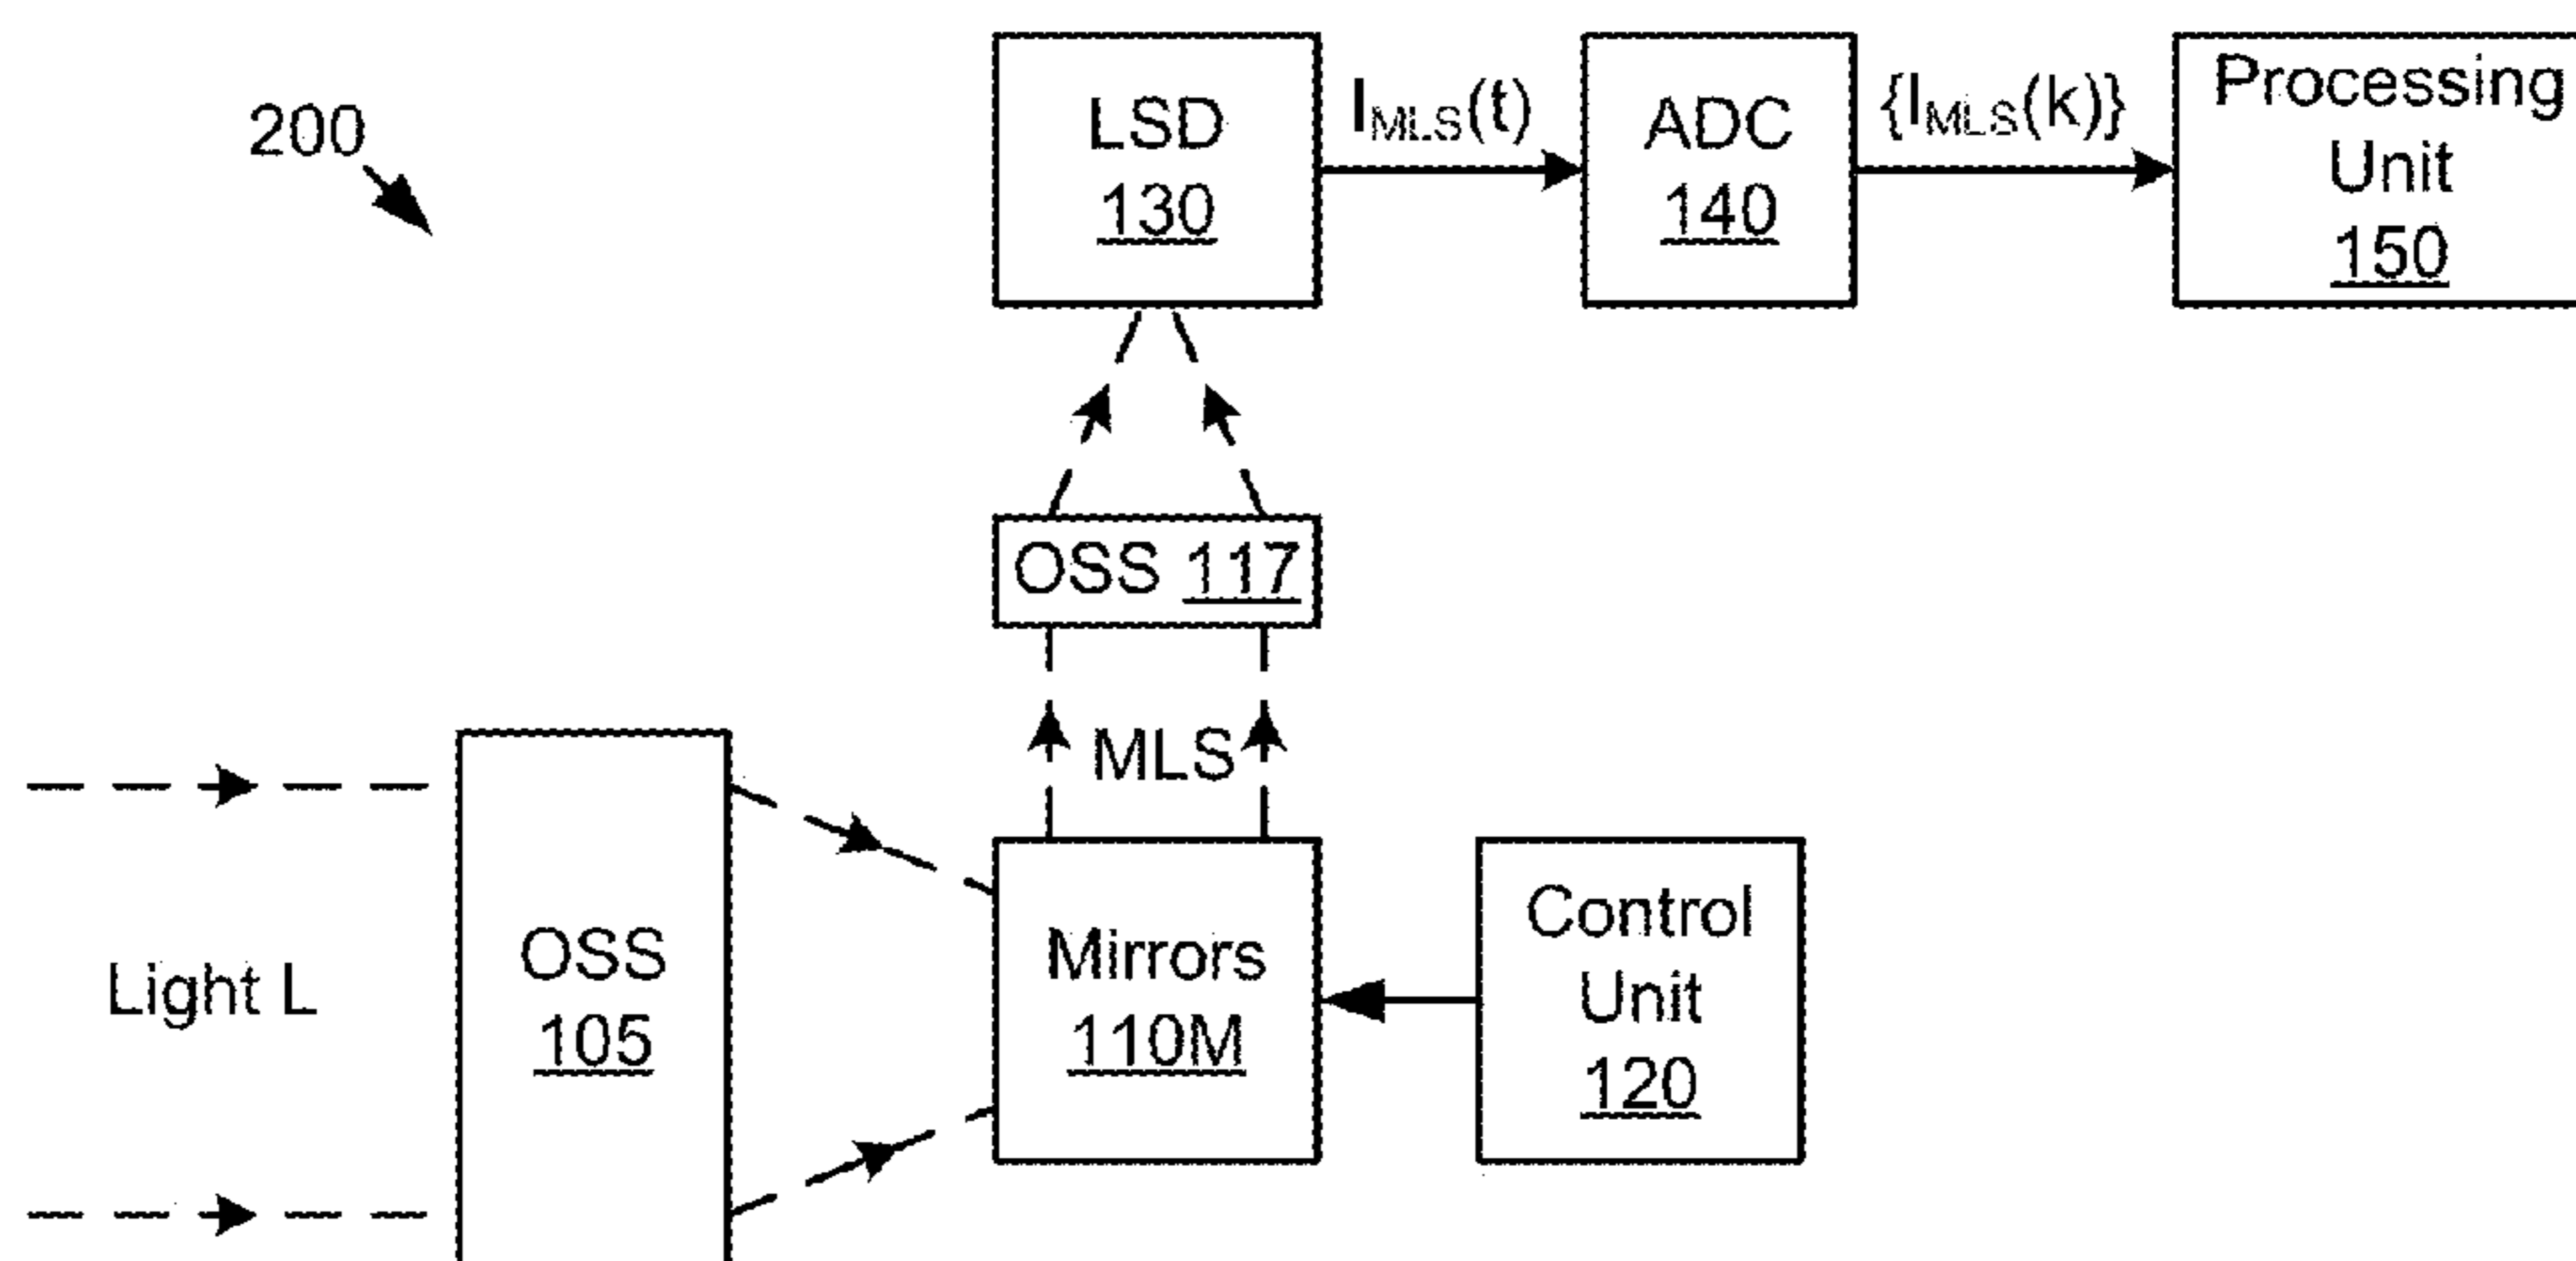 200
LSD
130
I_MLS(t)
ADC
140
{I_MLS(k)}
Processing
Unit
150
OSS 117
MLS
Light L
OSS
105
Mirrors
110M
Control
Unit
120